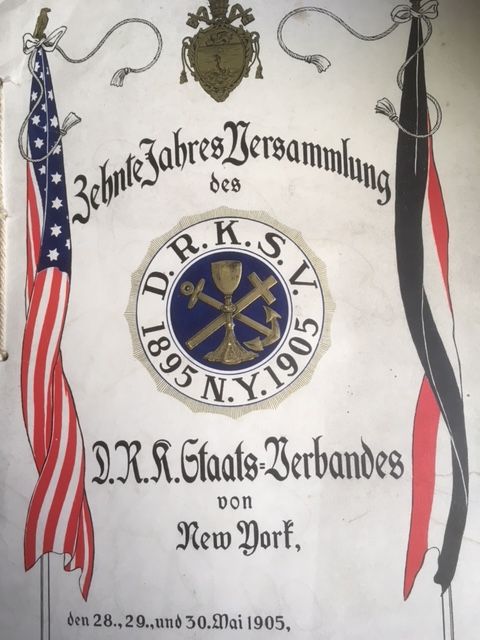 Zehnte Jahres Versammlung
des
D.R.K.S.V.
1895 N.Y. 1905
D.R.K. Staats=Verbandes
von
New York,
den 28., 29., und 30. Mai 1905,